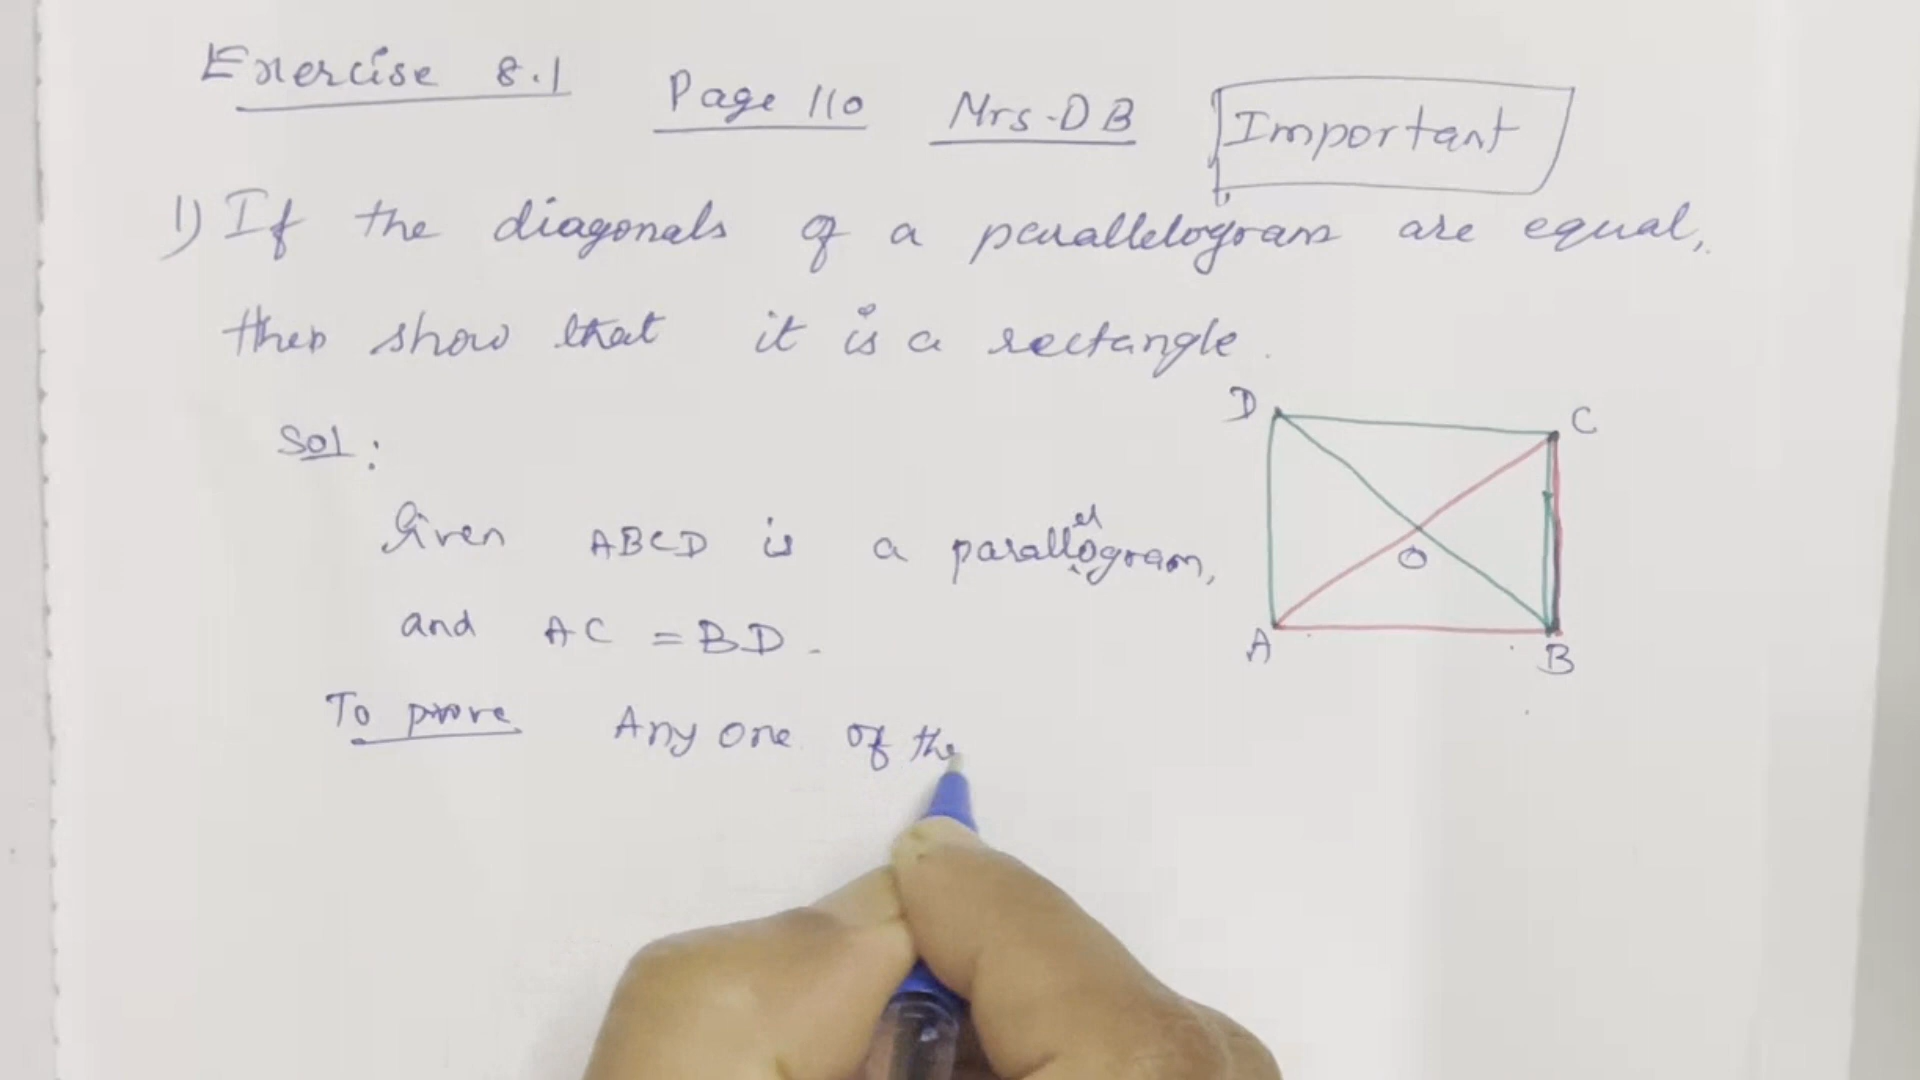 Exercise 8.1 Page 110 Mrs.DB Important
1) If the diagonals of a parallelogram are equal,
then show that it is a rectangle.
D C
Sol:
Given ABCD is a parallelogram,
O
and AC = BD.
A B
To prove Any one of the